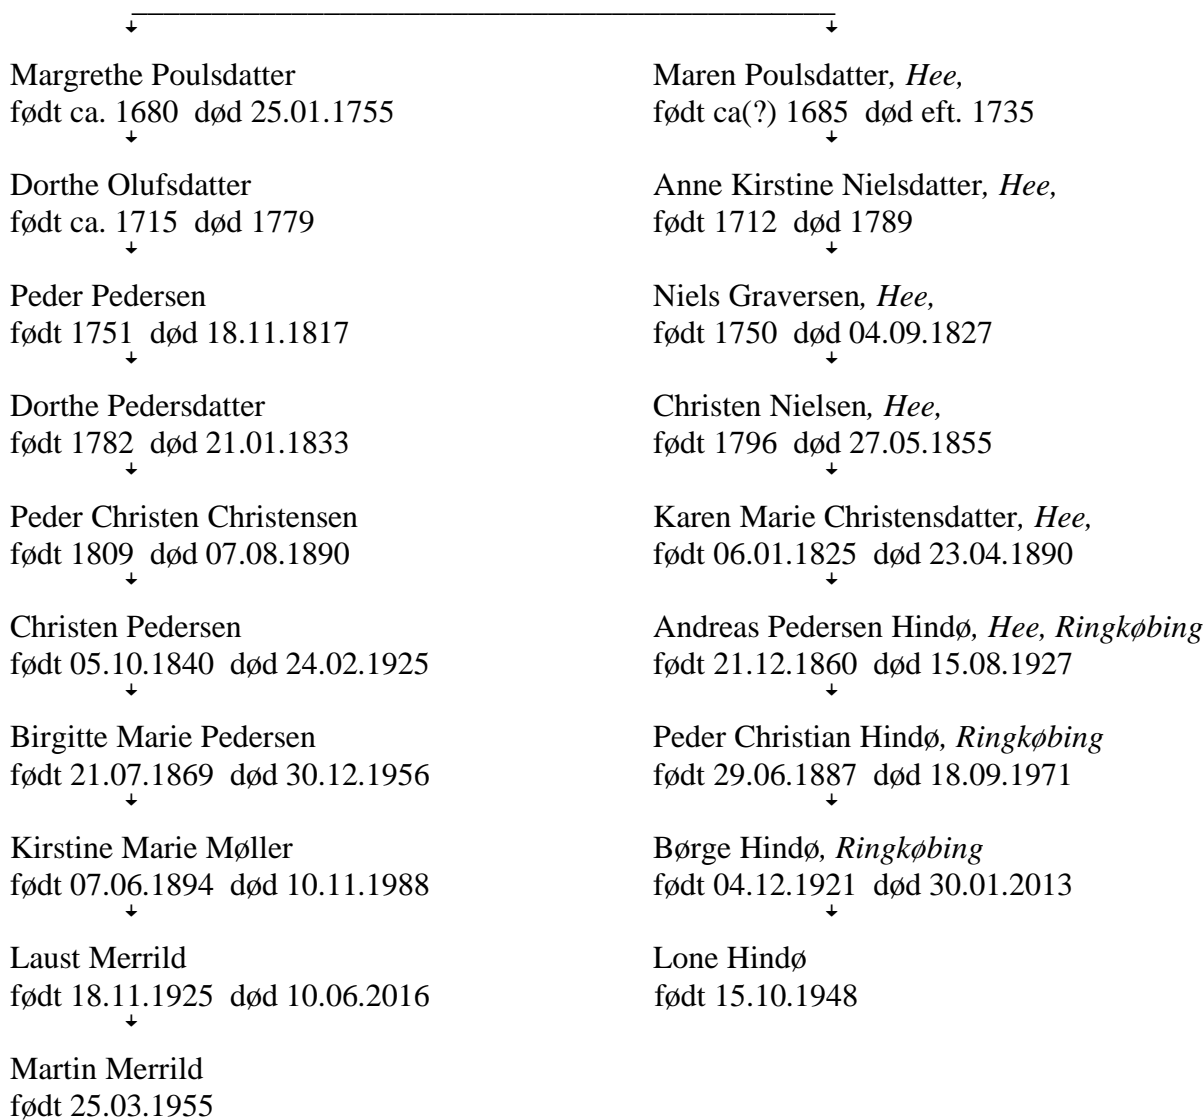 Margrethe Poulsdatter
født ca. 1680  død 25.01.1755
Dorthe Olufsdatter
født ca. 1715  død 1779
Peder Pedersen
født 1751  død 18.11.1817
Dorthe Pedersdatter
født 1782  død 21.01.1833
Peder Christen Christensen
født 1809  død 07.08.1890
Christen Pedersen
født 05.10.1840  død 24.02.1925
Birgitte Marie Pedersen
født 21.07.1869  død 30.12.1956
Kirstine Marie Møller
født 07.06.1894  død 10.11.1988
Laust Merrild
født 18.11.1925  død 10.06.2016
Martin Merrild
født 25.03.1955
Maren Poulsdatter, Hee,
født ca(?) 1685  død eft. 1735
Anne Kirstine Nielsdatter, Hee,
født 1712  død 1789
Niels Graversen, Hee,
født 1750  død 04.09.1827
Christen Nielsen, Hee,
født 1796  død 27.05.1855
Karen Marie Christensdatter, Hee,
født 06.01.1825  død 23.04.1890
Andreas Pedersen Hindø, Hee, Ringkøbing
født 21.12.1860  død 15.08.1927
Peder Christian Hindø, Ringkøbing
født 29.06.1887  død 18.09.1971
Børge Hindø, Ringkøbing
født 04.12.1921  død 30.01.2013
Lone Hindø
født 15.10.1948